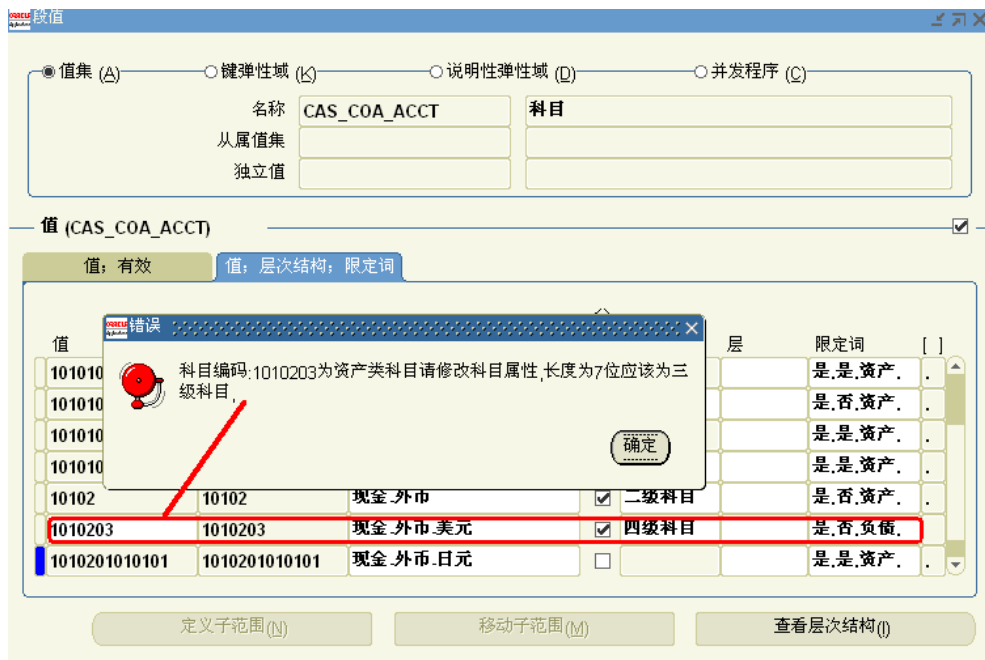 段值
值集 (A) 键弹性域 (K) 说明性弹性域 (D) 并发程序 (C)
名称 CAS_COA_ACCT 科目
从属值集
独立值
值 (CAS_COA_ACCT)
值；有效 值；层次结构；限定词
错误
科目编码:1010203为资产类科目请修改科目属性,长度为7位应该为三
级科目,
确定
值 层 限定词 [ ]
101010 是.是.资产. .
101010 是.否.资产. .
101010 是.是.资产. .
101010 是.是.资产. .
10102 10102 现金.外币 二级科目 是.否.资产. .
1010203 1010203 现金.外币.美元 四级科目 是.否.负债.
1010201010101 1010201010101 现金.外币.日元 是.是.资产. .
定义子范围(N) 移动子范围(M) 查看层次结构(I)